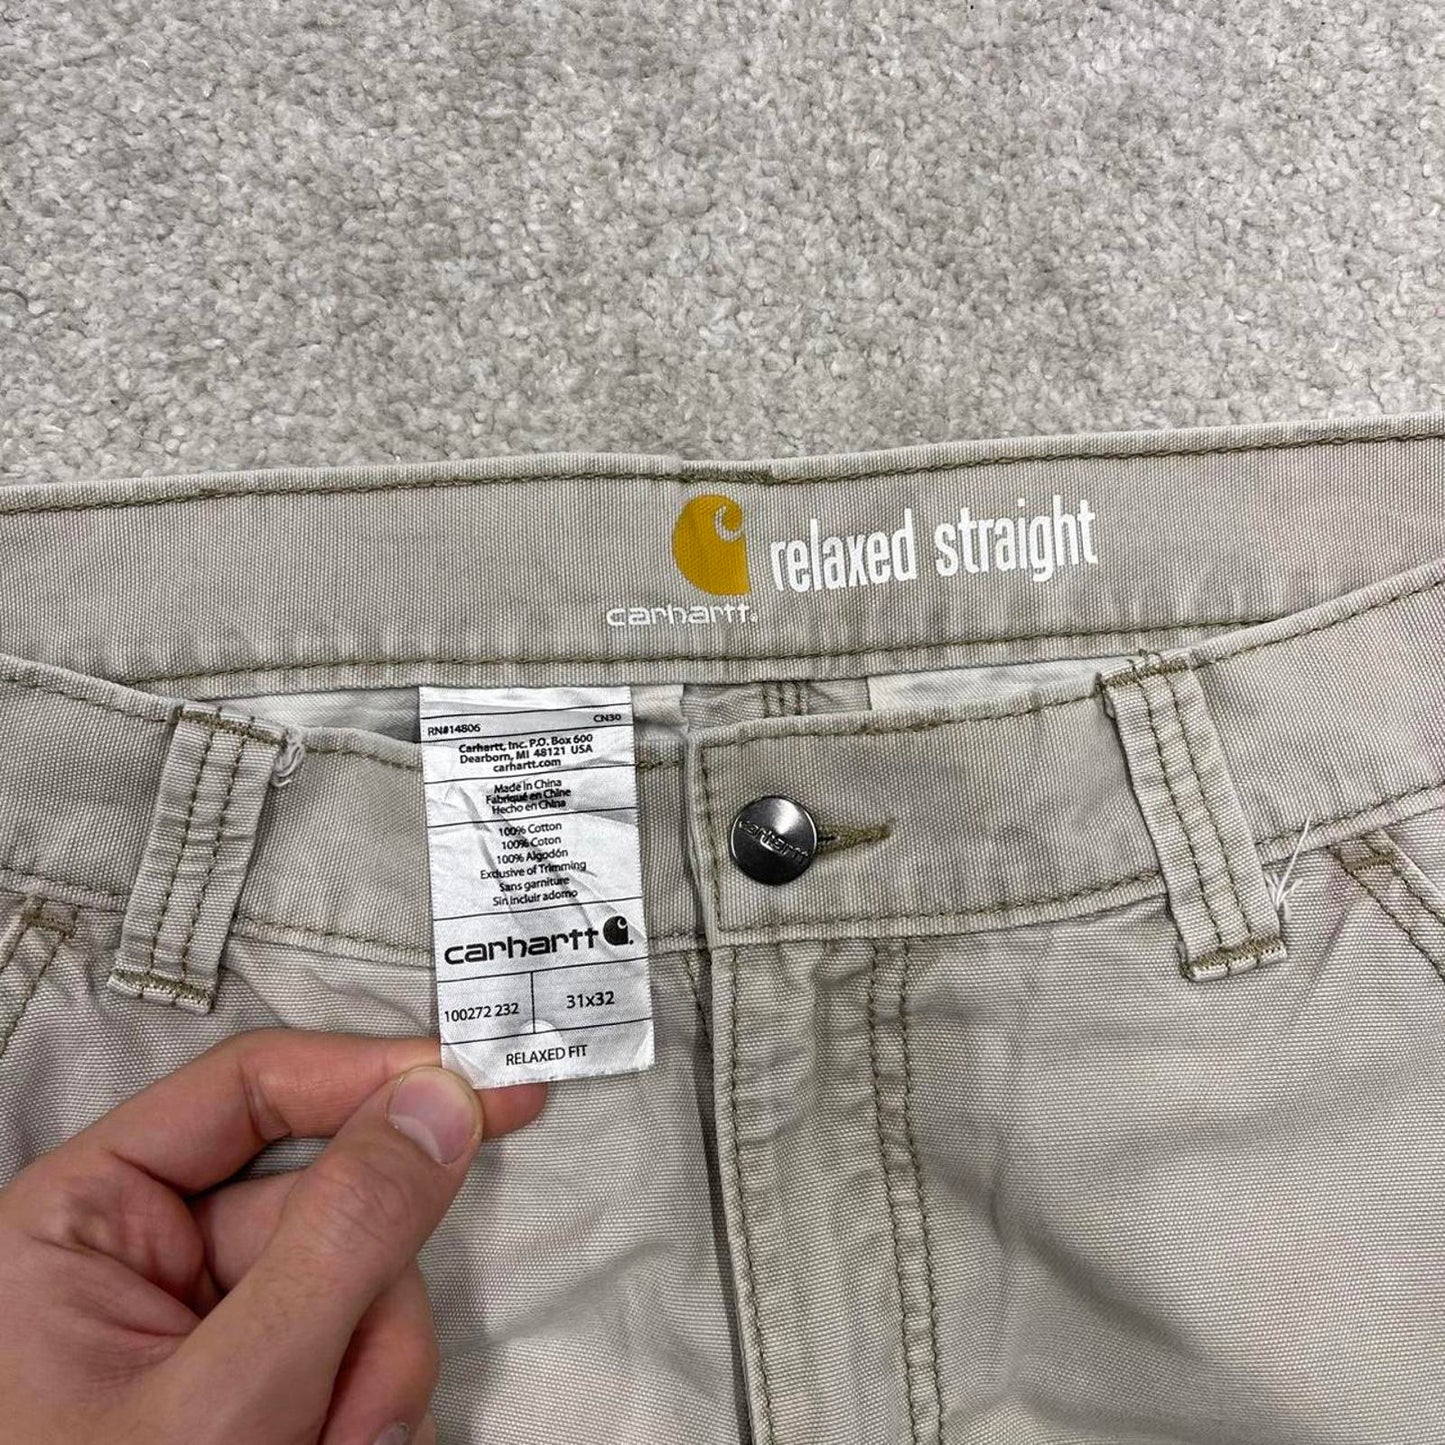 relaxed straight
carhartt.
RN#14806 CN30
Carhartt, Inc. P.O. Box 600
Dearborn, MI 48121 USA
carhartt.com
Made in China
Fabriqué en Chine
Hecho en China
100% Cotton
100% Coton
100% Algodón
Exclusive of Trimming
Sans garniture
Sin incluir adorno
carhartt
100272 232 31x32
RELAXED FIT
carhartt